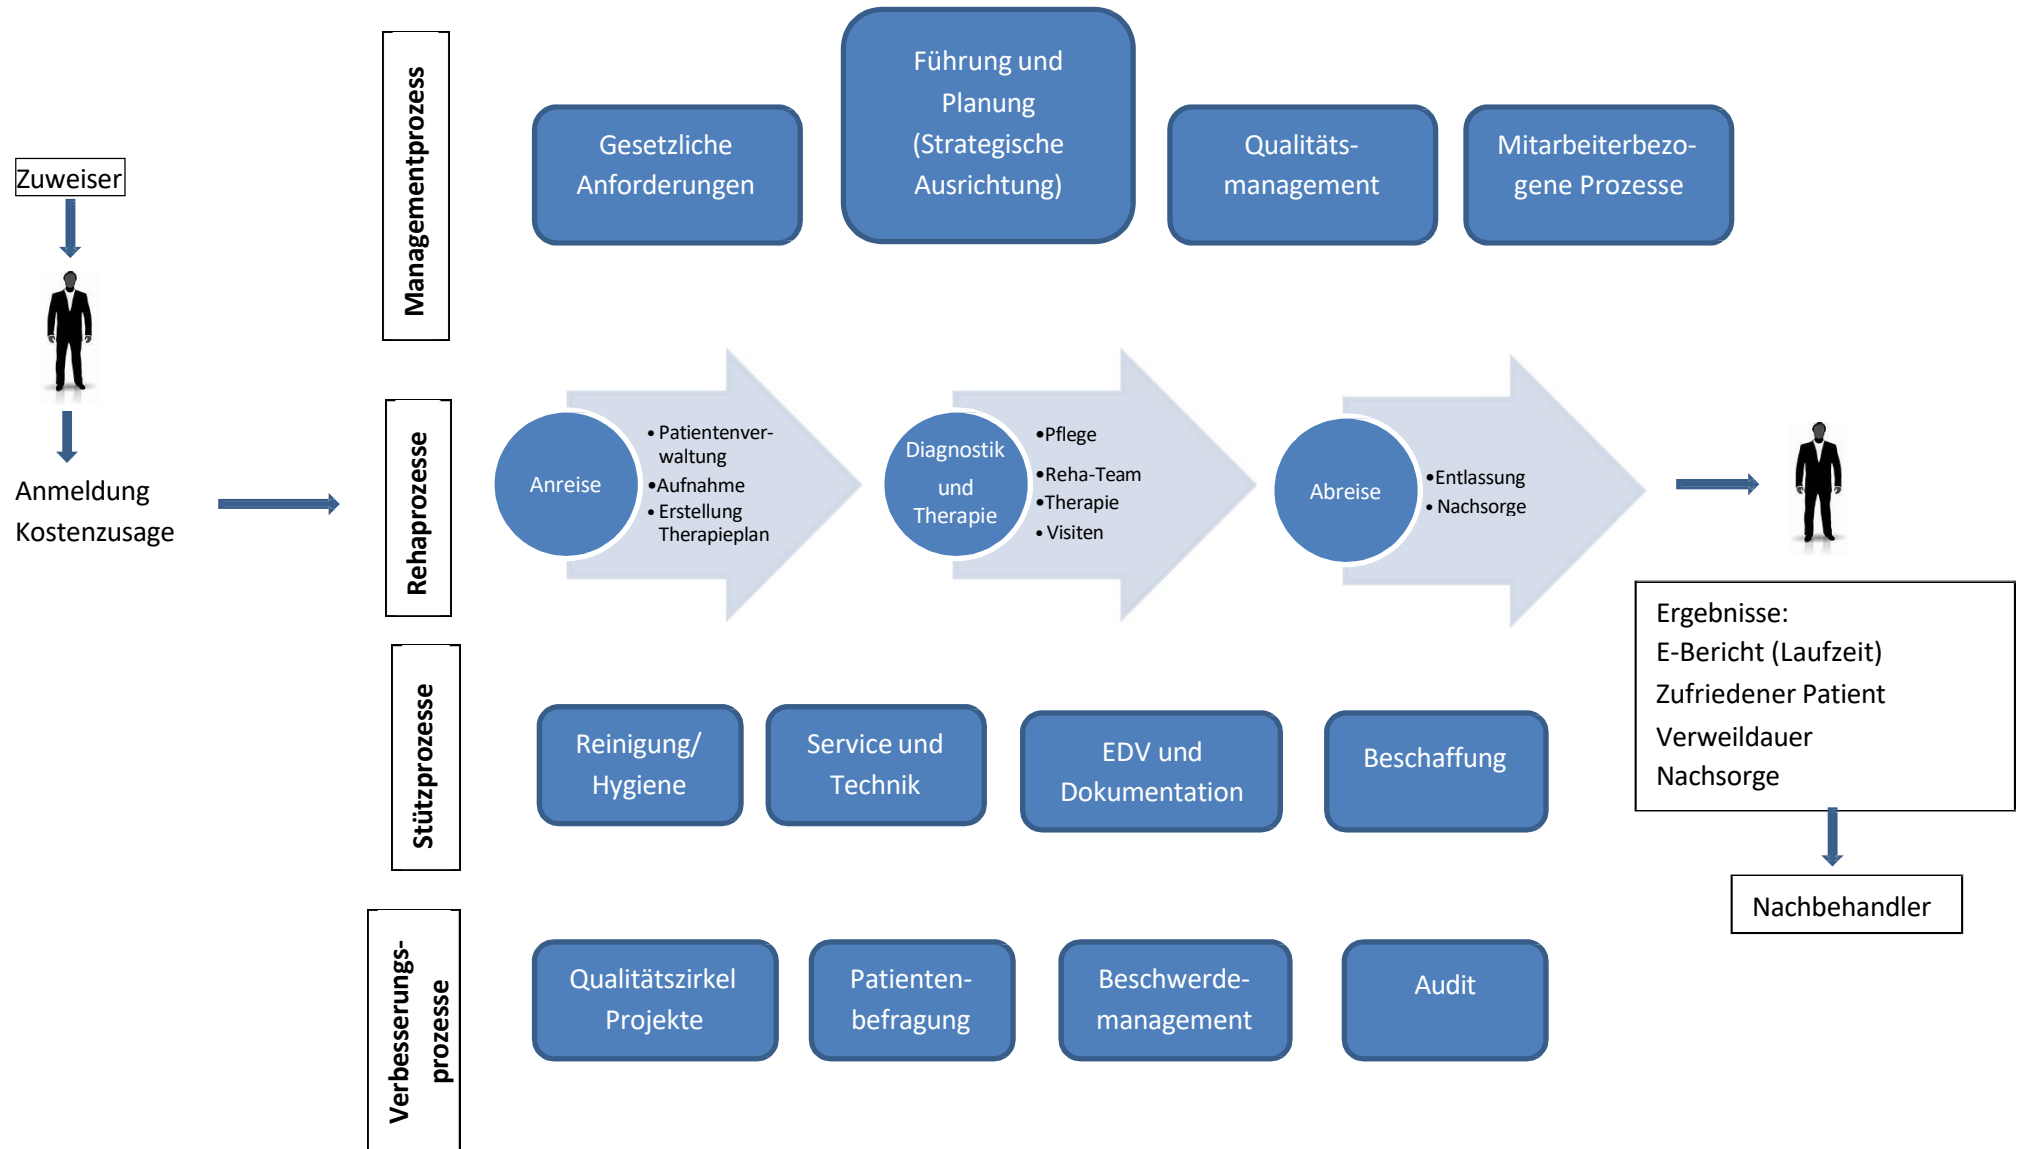 Zuweiser
Anmeldung
Kostenzusage
Managementprozess
Gesetzliche
Anforderungen
Führung und
Planung
(Strategische
Ausrichtung)
Qualitäts-
management
Mitarbeiterbezo-
gene Prozesse
Rehaprozesse
Anreise
• Patientenver-
waltung
•Aufnahme
• Erstellung
Therapieplan
Diagnostik
und
Therapie
•Pflege
•Reha-Team
•Therapie
• Visiten
Abreise
•Entlassung
• Nachsorge
Ergebnisse:
E-Bericht (Laufzeit)
Zufriedener Patient
Verweildauer
Nachsorge
Nachbehandler
Stützprozesse
Reinigung/
Hygiene
Service und
Technik
EDV und
Dokumentation
Beschaffung
Verbesserungs-
prozesse
Qualitätszirkel
Projekte
Patienten-
befragung
Beschwerde-
management
Audit